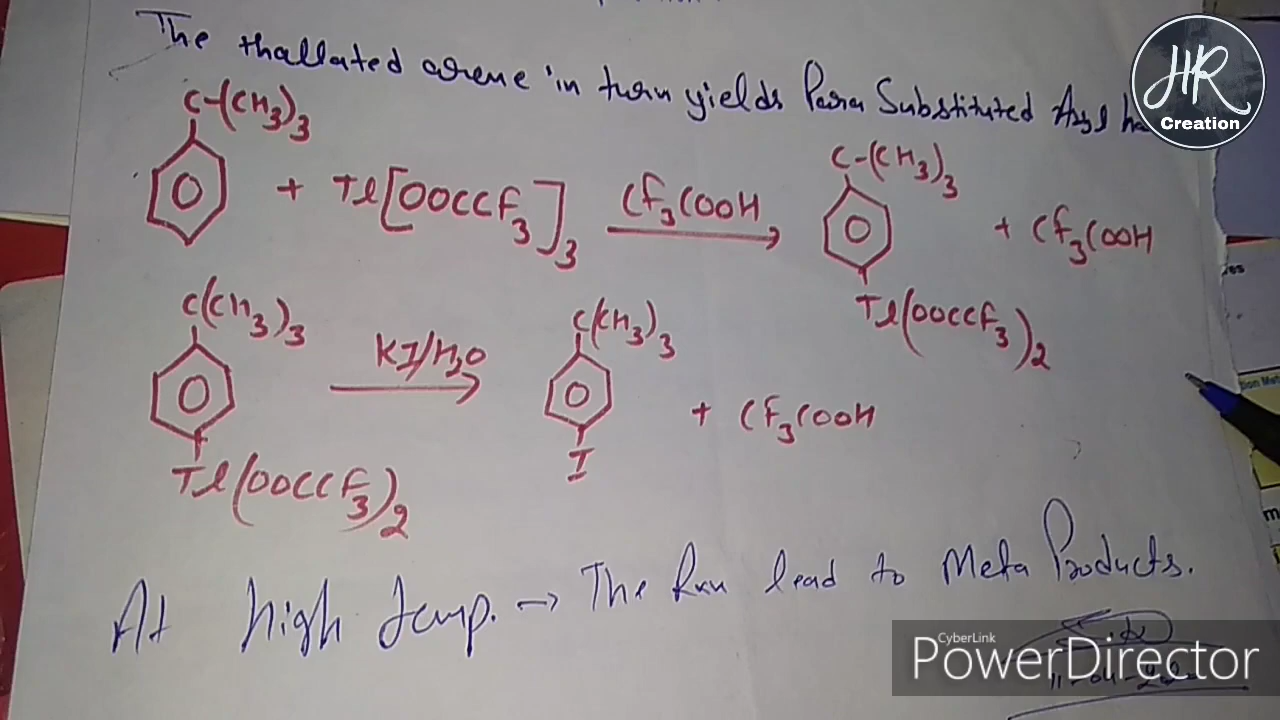 The thallated arene in turn yields Para Substituted Aryl
HR
Creation
C-(CH3)3
+ Tl[OOCCF3]3
CF3COOH
C-(CH3)3
+ CF3COOH
Tl(OOCCF3)2
C(CH3)3
KI/H2O
C(CH3)3
+ CF3COOH
I
Tl(OOCCF3)2
At high temp. → The Rxn lead to Meta Products.
CyberLink
PowerDirector